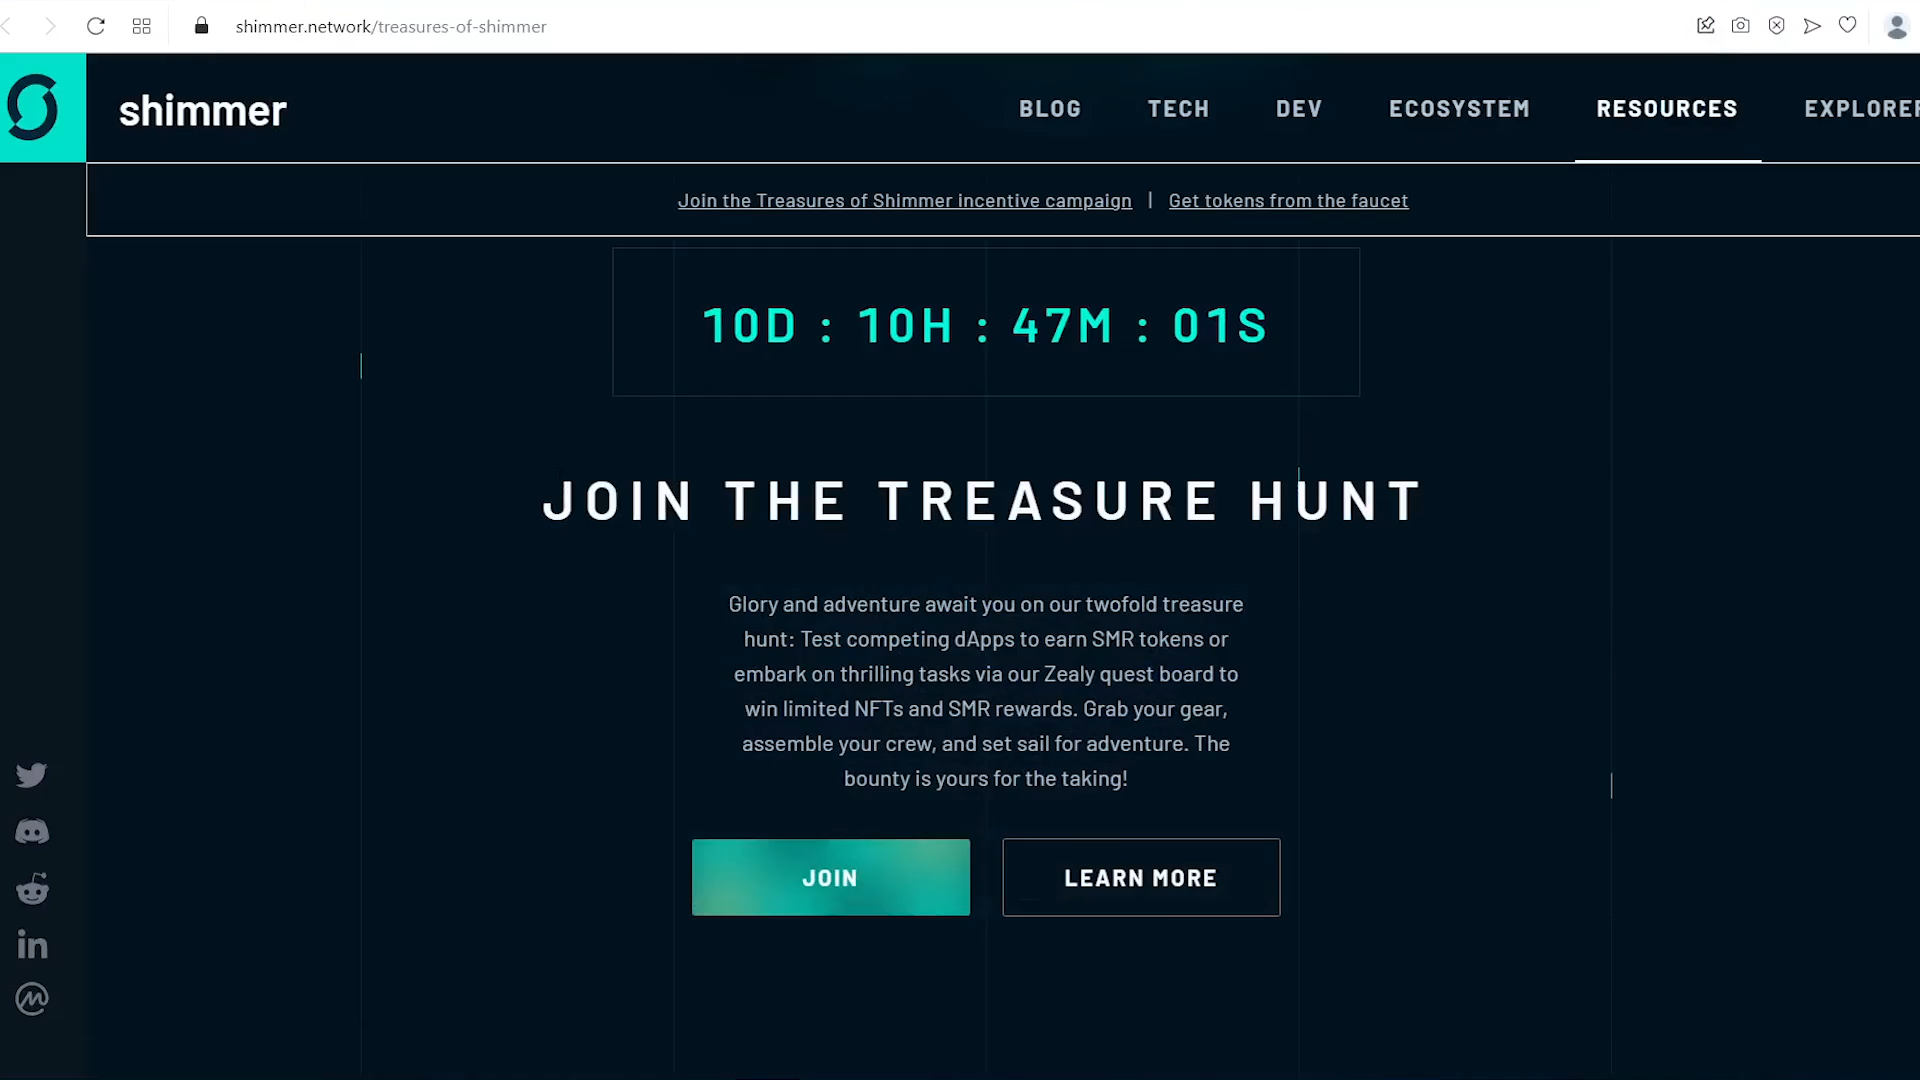 shimmer.network/treasures-of-shimmer
shimmer
BLOG TECH DEV ECOSYSTEM RESOURCES EXPLORER
Join the Treasures of Shimmer incentive campaign | Get tokens from the faucet
10D : 10H : 47M : 01S
JOIN THE TREASURE HUNT
Glory and adventure await you on our twofold treasure
hunt: Test competing dApps to earn SMR tokens or
embark on thrilling tasks via our Zealy quest board to
win limited NFTs and SMR rewards. Grab your gear,
assemble your crew, and set sail for adventure. The
bounty is yours for the taking!
JOIN LEARN MORE